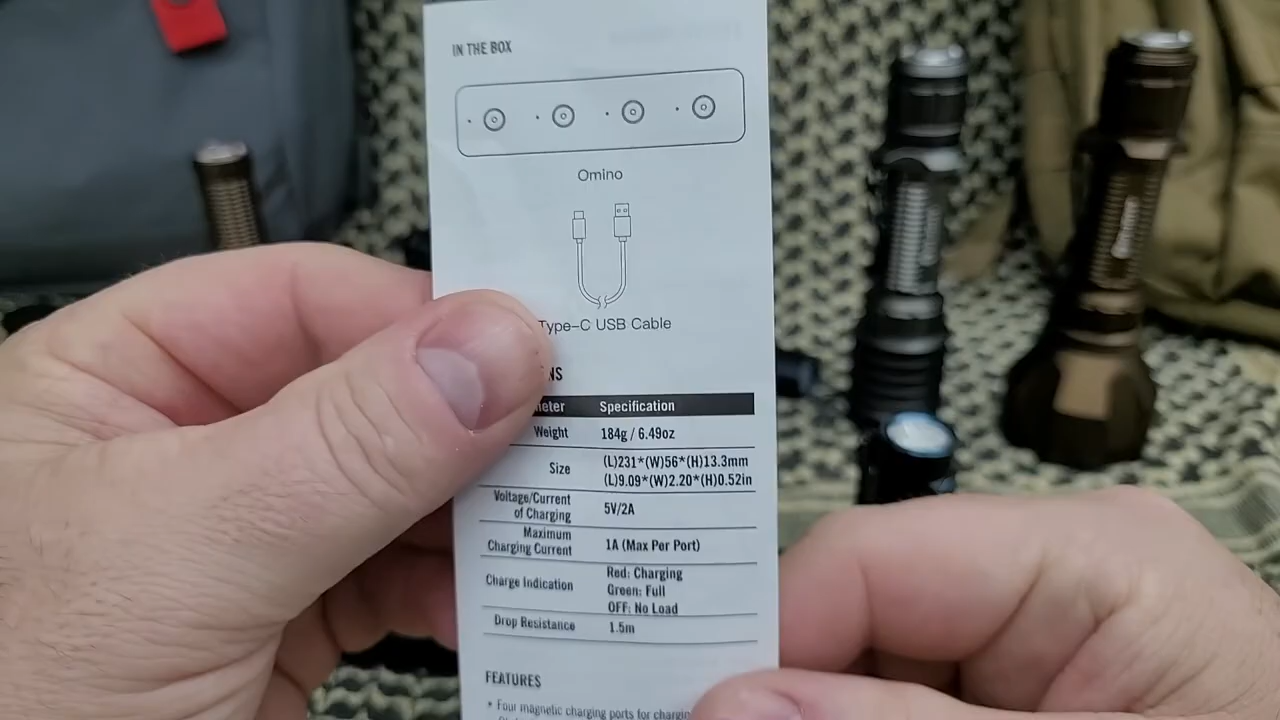 IN THE BOX
Omino
Type-C USB Cable
NS
meter Specification
Weight 184g / 6.49oz
Size (L)231*(W)56*(H)13.3mm
(L)9.09*(W)2.20*(H)0.52in
Voltage/Current
of Charging 5V/2A
Maximum
Charging Current 1A (Max Per Port)
Charge Indication Red: Charging
Green: Full
OFF: No Load
Drop Resistance 1.5m
FEATURES
* Four magnetic charging ports for charging